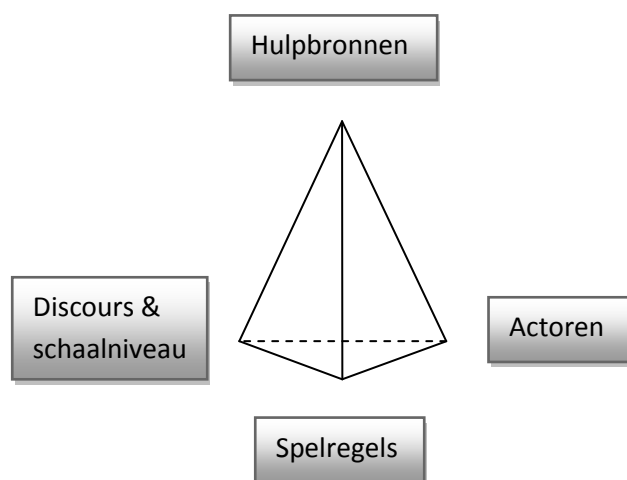 Hulpbronnen
Discours &
schaalniveau
Actoren
Spelregels